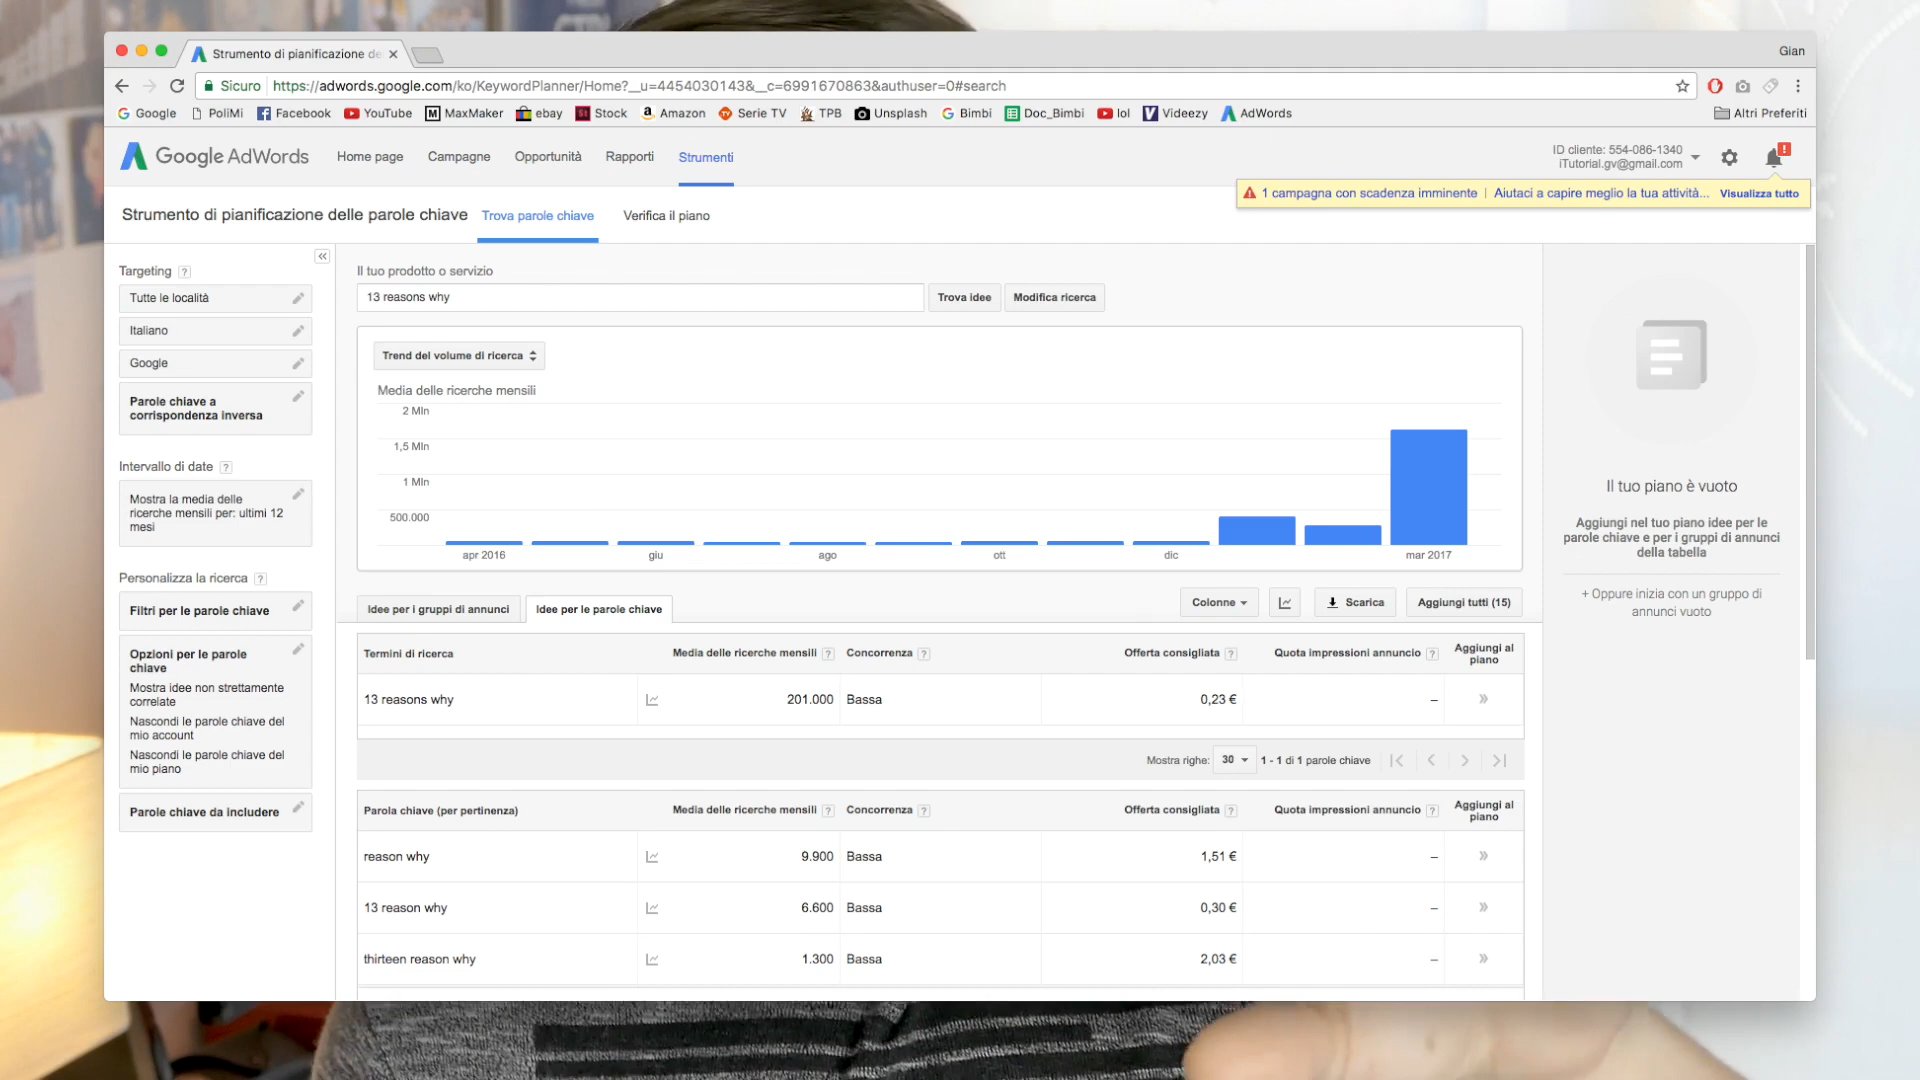 Strumento di pianificazione de
Gian
Sicuro
https://adwords.google.com/ko/KeywordPlanner/Home?__u=4454030143&__c=6991670863&authuser=0#search
Google
PoliMi
Facebook
YouTube
MaxMaker
ebay
Stock
Amazon
Serie TV
TPB
Unsplash
Bimbi
Doc_Bimbi
lol
Videezy
AdWords
Altri Preferiti
Google AdWords
Home page
Campagne
Opportunità
Rapporti
Strumenti
ID cliente: 554-086-1340
iTutorial.gv@gmail.com
1 campagna con scadenza imminente | Aiutaci a capire meglio la tua attività... Visualizza tutto
Strumento di pianificazione delle parole chiave
Trova parole chiave
Verifica il piano
Targeting ?
Tutte le località
Italiano
Google
Parole chiave a
corrispondenza inversa
Intervallo di date ?
Mostra la media delle
ricerche mensili per: ultimi 12
mesi
Personalizza la ricerca ?
Filtri per le parole chiave
Opzioni per le parole
chiave
Mostra idee non strettamente
correlate
Nascondi le parole chiave del
mio account
Nascondi le parole chiave del
mio piano
Parole chiave da includere
Il tuo prodotto o servizio
13 reasons why
Trova idee
Modifica ricerca
Trend del volume di ricerca
Media delle ricerche mensili
2 Mln
1,5 Mln
1 Mln
500.000
apr 2016
giu
ago
ott
dic
mar 2017
Idee per i gruppi di annunci
Idee per le parole chiave
Colonne
Scarica
Aggiungi tutti (15)
Termini di ricerca
Media delle ricerche mensili ?
Concorrenza ?
Offerta consigliata ?
Quota impressioni annuncio ?
Aggiungi al
piano
13 reasons why 201.000 Bassa 0,23 € – »
Mostra righe: 30 1 - 1 di 1 parole chiave
Parola chiave (per pertinenza)
Media delle ricerche mensili ?
Concorrenza ?
Offerta consigliata ?
Quota impressioni annuncio ?
Aggiungi al
piano
reason why 9.900 Bassa 1,51 € – »
13 reason why 6.600 Bassa 0,30 € – »
thirteen reason why 1.300 Bassa 2,03 € – »
Il tuo piano è vuoto
Aggiungi nel tuo piano idee per le
parole chiave e per i gruppi di annunci
della tabella
+ Oppure inizia con un gruppo di
annunci vuoto